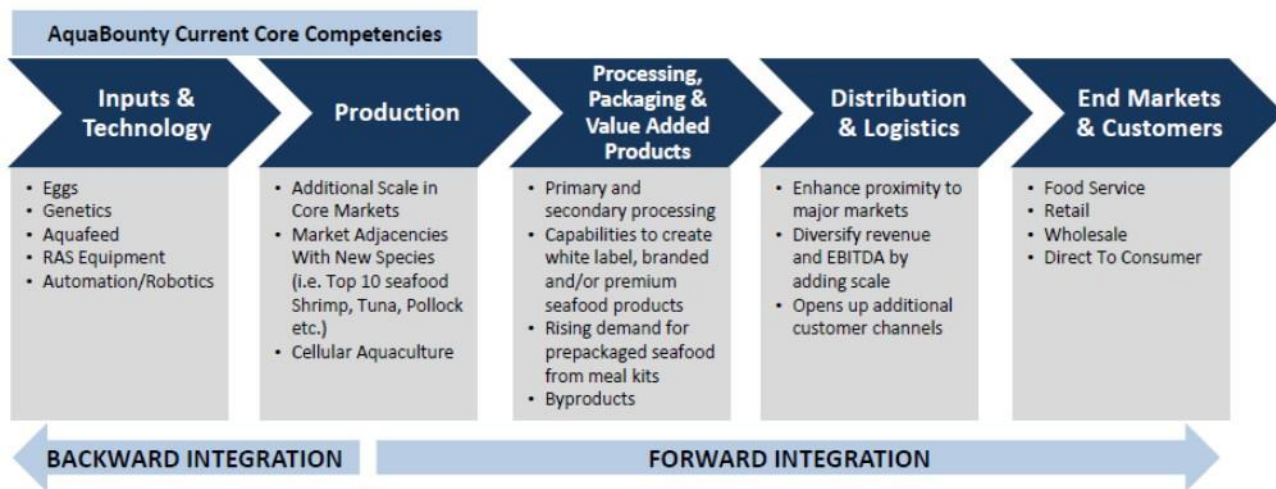 AquaBounty Current Core Competencies
Inputs &
Technology
Production
Processing,
Packaging &
Value Added
Products
Distribution
& Logistics
End Markets
& Customers
• Eggs
• Genetics
• Aquafeed
• RAS Equipment
• Automation/Robotics
• Additional Scale in
Core Markets
• Market Adjacencies
With New Species
(i.e. Top 10 seafood
Shrimp, Tuna, Pollock
etc.)
• Cellular Aquaculture
• Primary and
secondary processing
• Capabilities to create
white label, branded
and/or premium
seafood products
• Rising demand for
prepackaged seafood
from meal kits
• Byproducts
• Enhance proximity to
major markets
• Diversify revenue
and EBITDA by
adding scale
• Opens up additional
customer channels
• Food Service
• Retail
• Wholesale
• Direct To Consumer
BACKWARD INTEGRATION
FORWARD INTEGRATION